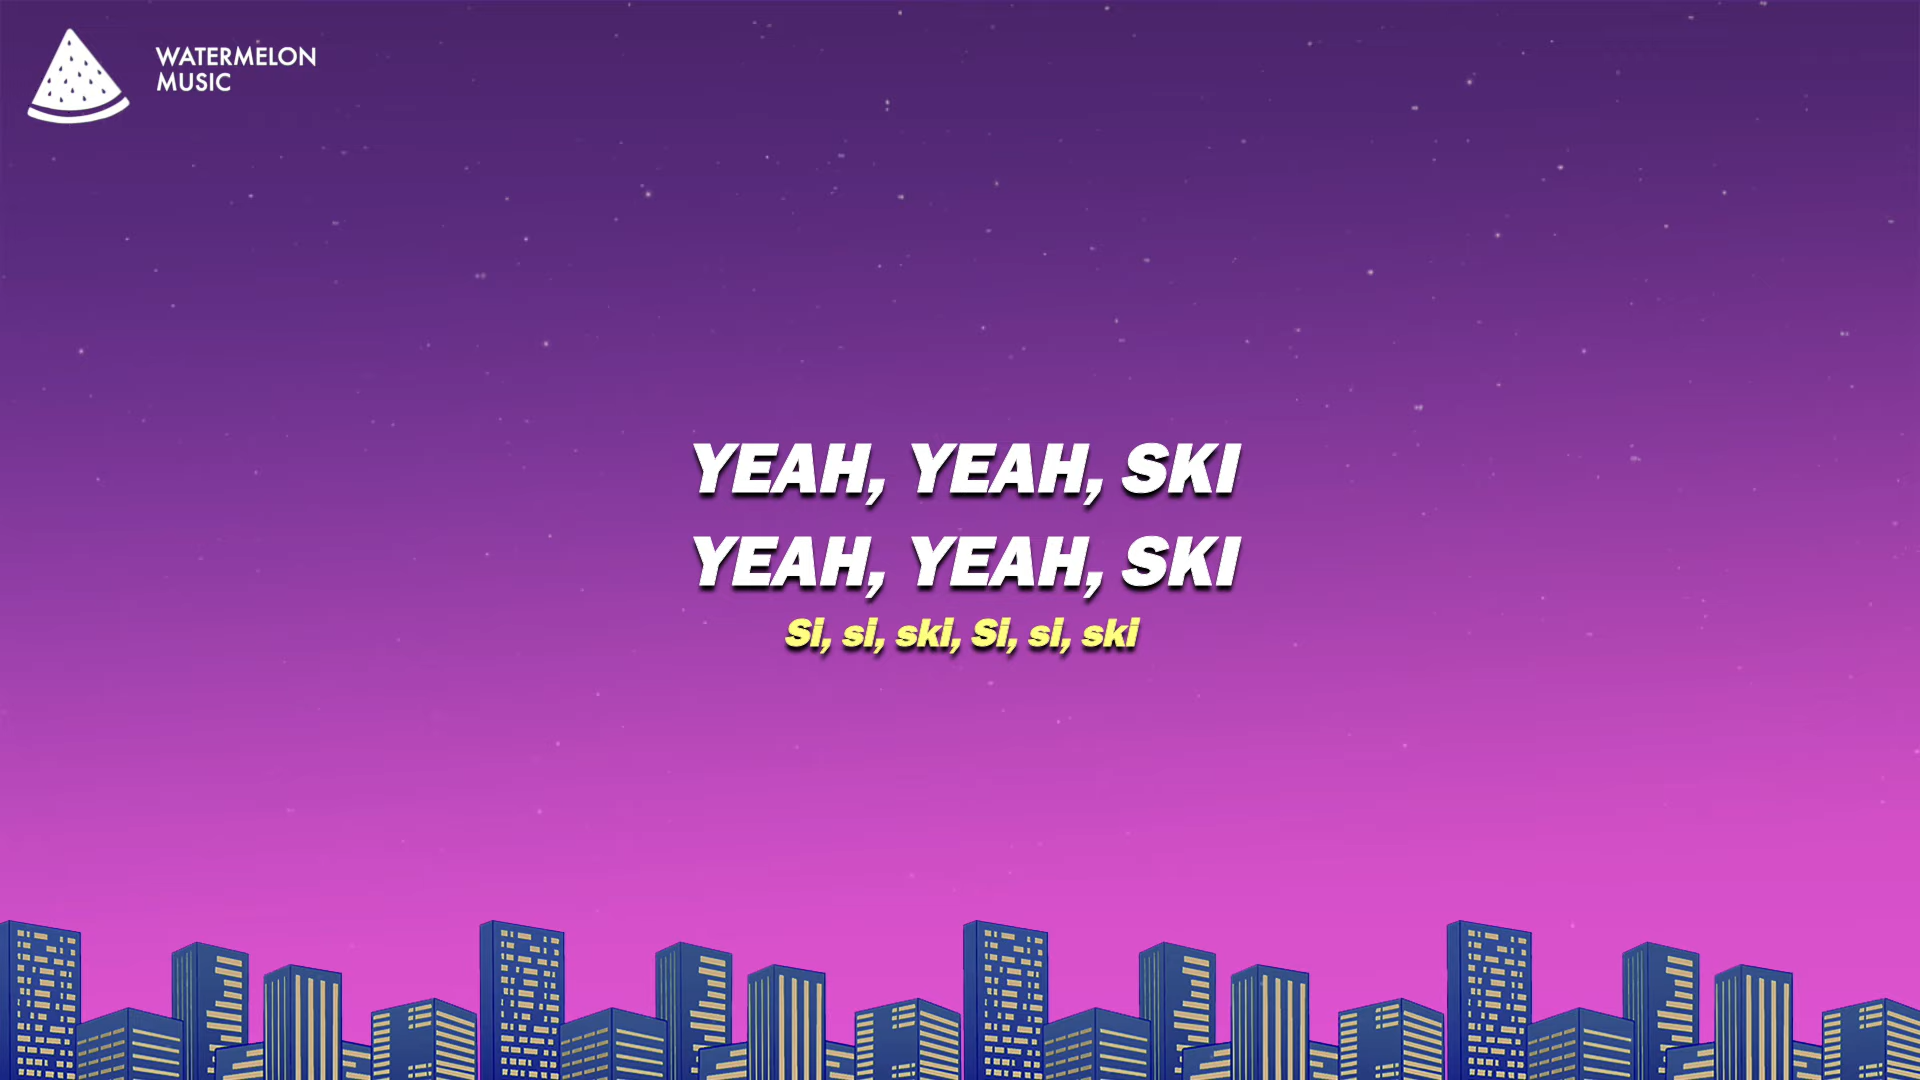 WATERMELON
MUSIC
YEAH, YEAH, SKI
YEAH, YEAH, SKI
Si, si, ski, Si, si, ski